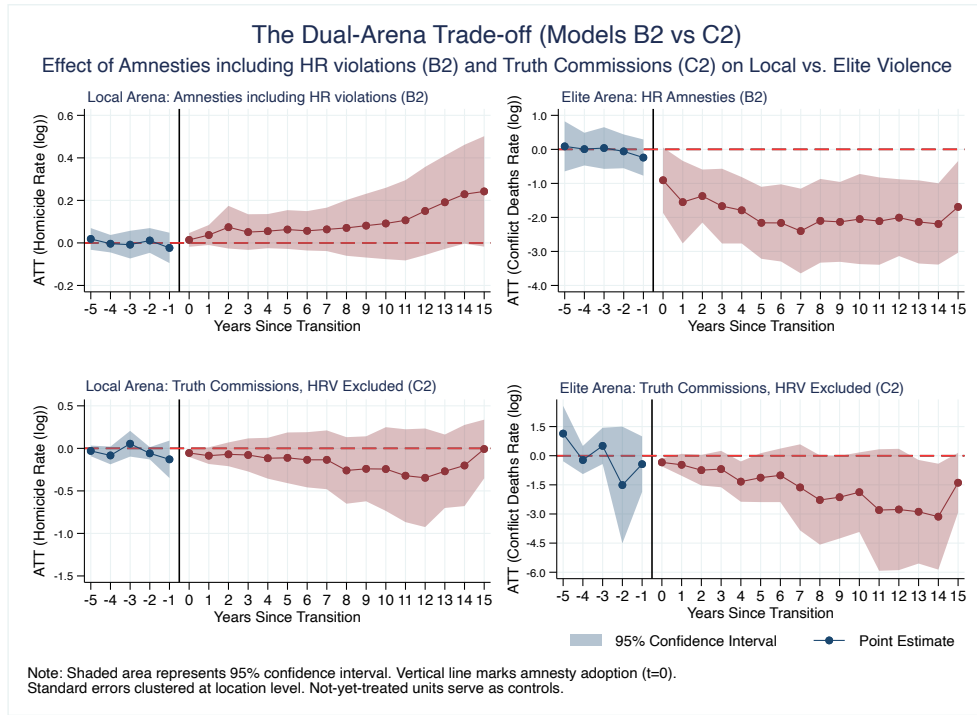 The Dual-Arena Trade-off (Models B2 vs C2)
Effect of Amnesties including HR violations (B2) and Truth Commissions (C2) on Local vs. Elite Violence
Local Arena: Amnesties including HR violations (B2)
ATT (Homicide Rate (log))
0.6
0.4
0.2
0.0
-0.2
-5 -4 -3 -2 -1 0 1 2 3 4 5 6 7 8 9 10 11 12 13 14 15
Years Since Transition
Elite Arena: HR Amnesties (B2)
ATT (Conflict Deaths Rate (log))
1.0
0.0
-1.0
-2.0
-3.0
-4.0
-5 -4 -3 -2 -1 0 1 2 3 4 5 6 7 8 9 10 11 12 13 14 15
Years Since Transition
Local Arena: Truth Commissions, HRV Excluded (C2)
ATT (Homicide Rate (log))
0.5
0.0
-0.5
-1.0
-1.5
-5 -4 -3 -2 -1 0 1 2 3 4 5 6 7 8 9 10 11 12 13 14 15
Years Since Transition
Elite Arena: Truth Commissions, HRV Excluded (C2)
ATT (Conflict Deaths Rate (log))
1.5
0.0
-1.5
-3.0
-4.5
-6.0
-5 -4 -3 -2 -1 0 1 2 3 4 5 6 7 8 9 10 11 12 13 14 15
Years Since Transition
95% Confidence Interval
Point Estimate
Note: Shaded area represents 95% confidence interval. Vertical line marks amnesty adoption (t=0).
Standard errors clustered at location level. Not-yet-treated units serve as controls.